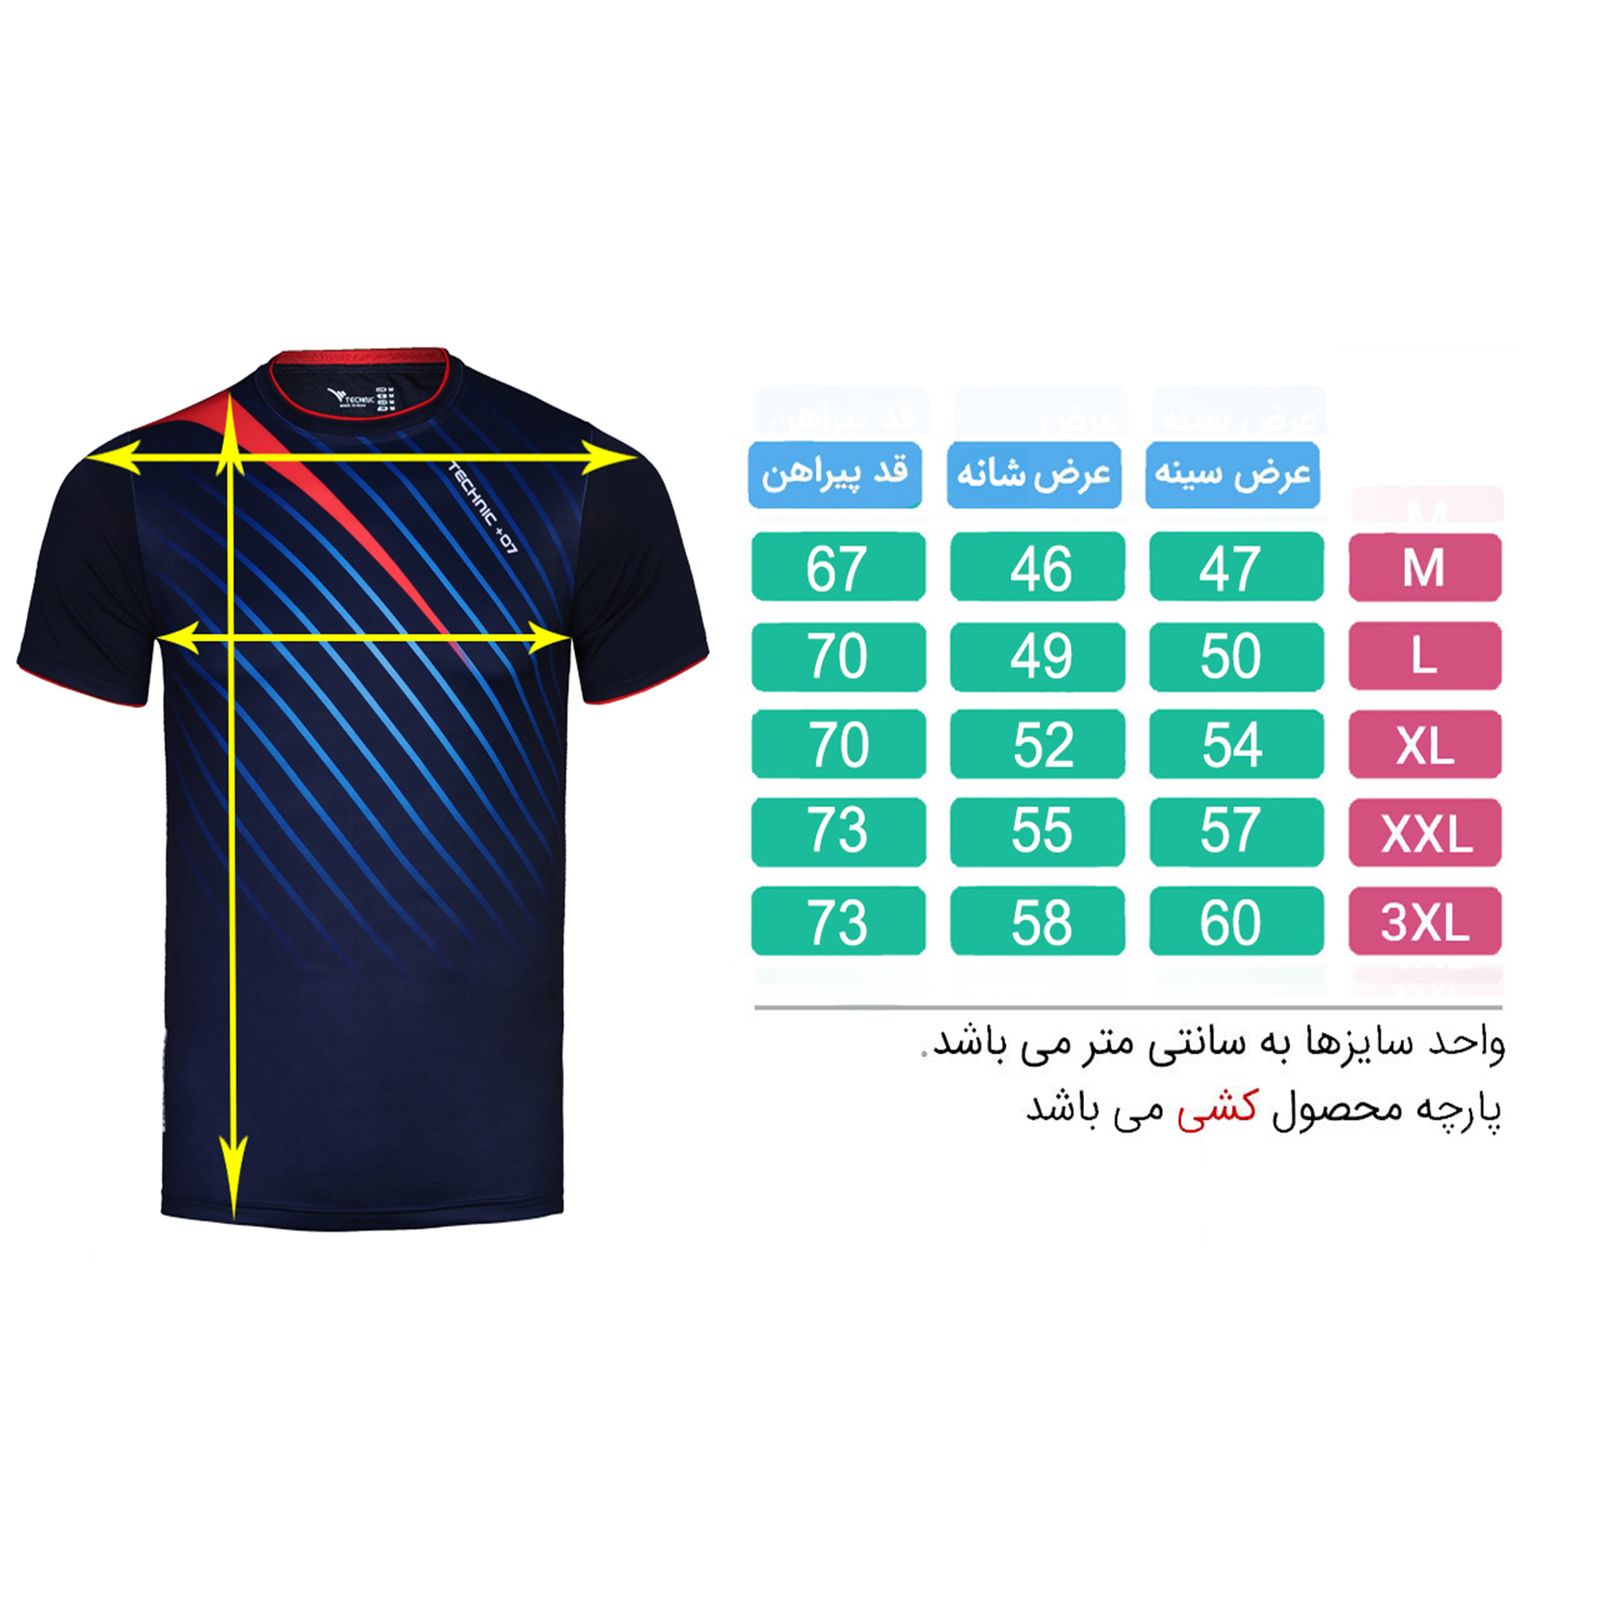 TECHNIC
TECHNIC +07
عرض سینه عرض شانه قد پیراهن
M 47 46 67
L 50 49 70
XL 54 52 70
XXL 57 55 73
3XL 60 58 73
واحد سایزها به سانتی متر می باشد.
پارچه محصول کشی می باشد